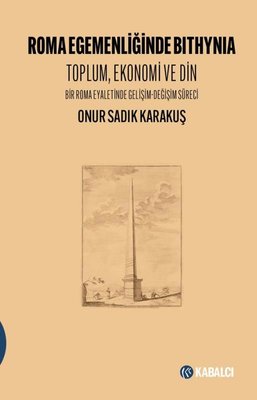 ROMA EGEMENLİĞİNDE BITHYNIA
TOPLUM, EKONOMİ VE DİN
BİR ROMA EYALETİNDE GELİŞİM-DEĞİŞİM SÜRECİ
ONUR SADIK KARAKUŞ
KABALCI